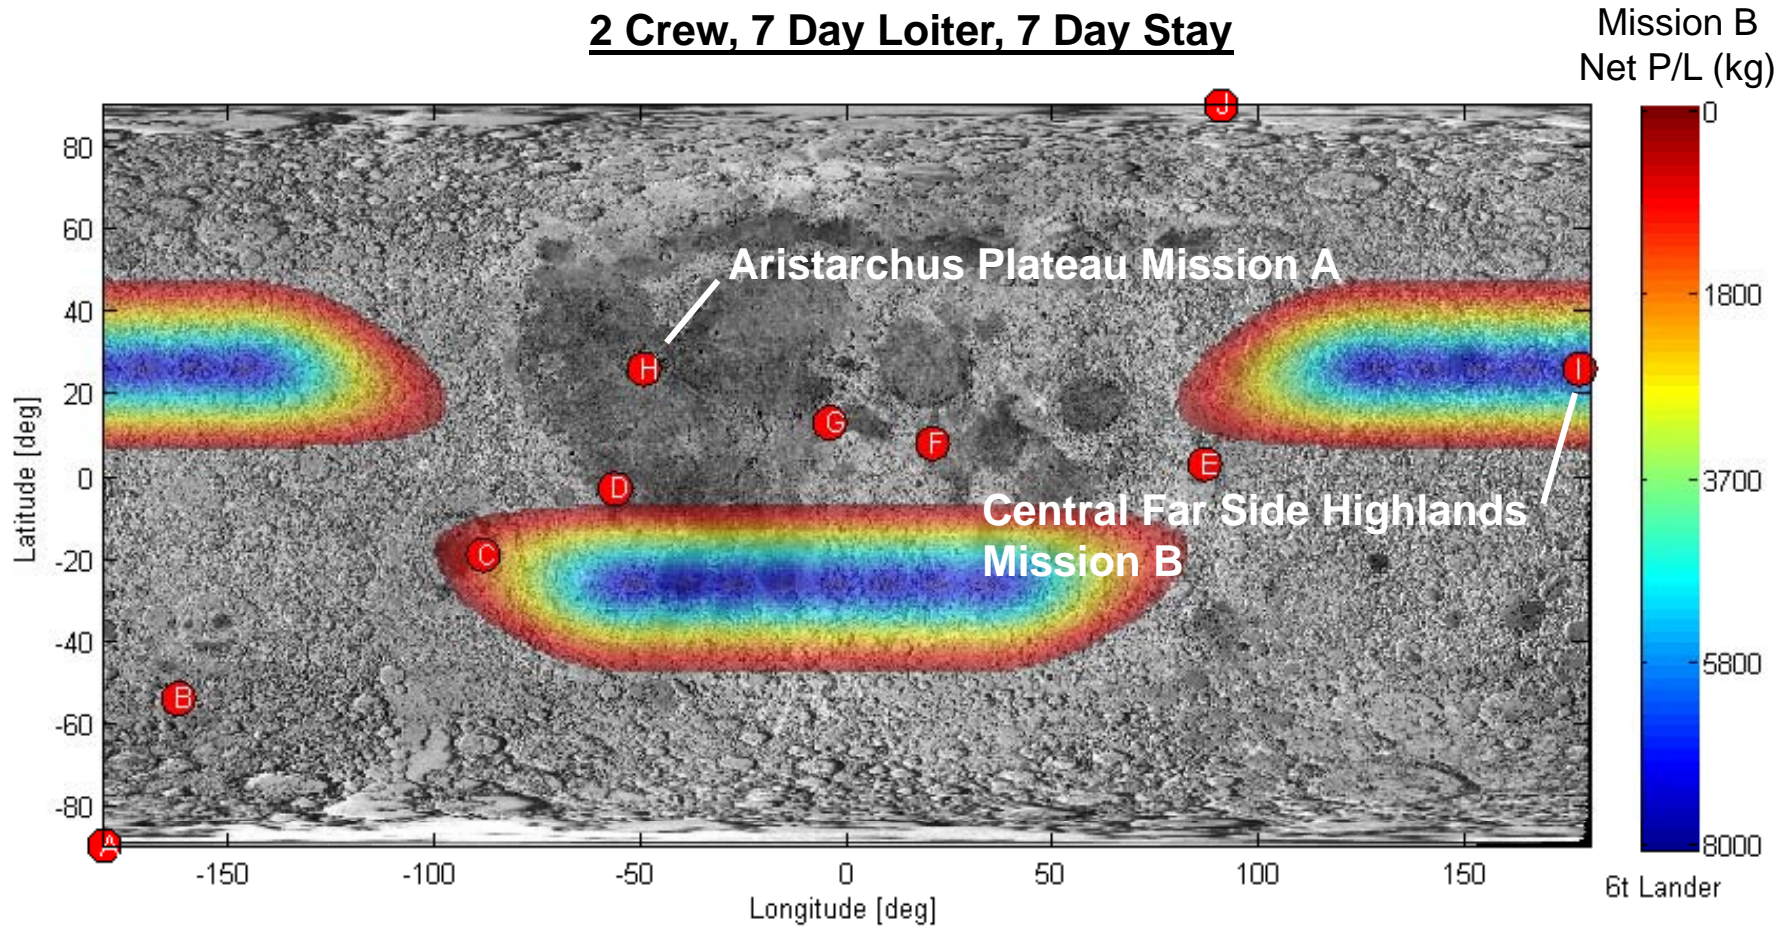 2 Crew, 7 Day Loiter, 7 Day Stay
Mission B
Net P/L (kg)
J
0
80
60
Aristarchus Plateau Mission A
1800
40
H
I
20
G
F
E
Latitude [deg]
0
D
3700
Central Far Side Highlands
Mission B
C
-20
-40
5800
B
-60
-80
A
8000
-150
-100
-50
0
50
100
150
6t Lander
Longitude [deg]